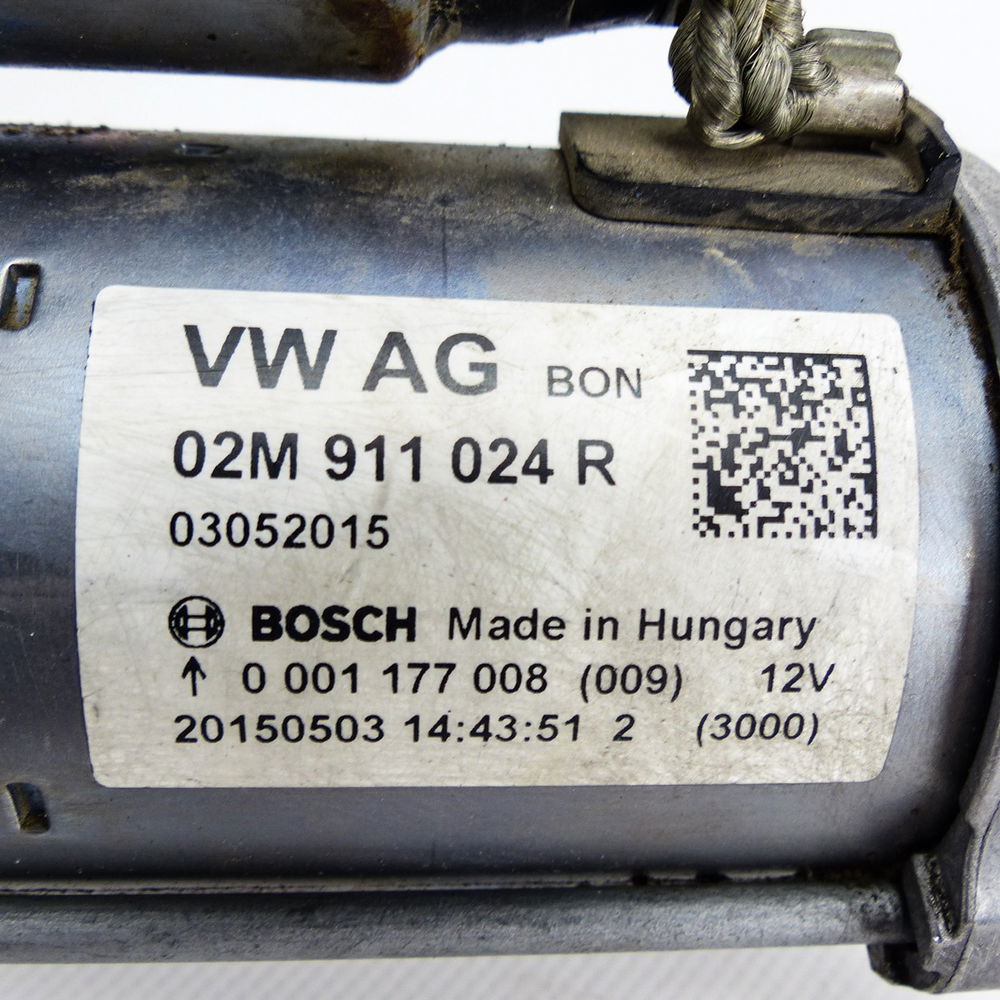 VW AG BON
02M 911 024 R
03052015
BOSCH Made in Hungary
↑ 0 001 177 008 (009) 12V
20150503 14:43:51 2 (3000)